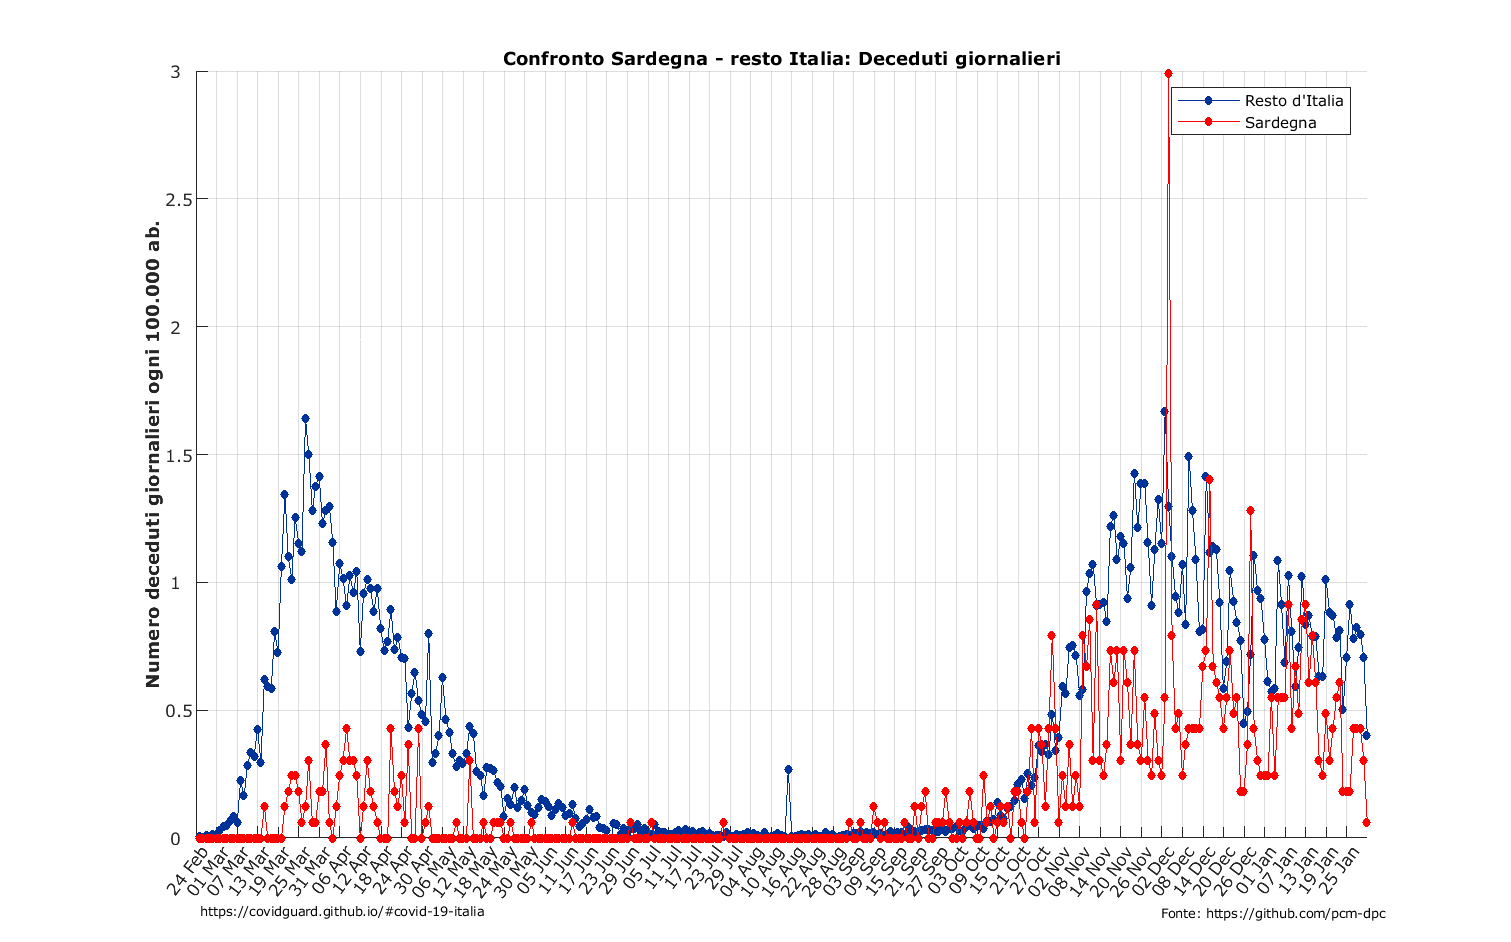 Confronto Sardegna - resto Italia: Deceduti giornalieri
Numero deceduti giornalieri ogni 100.000 ab.
3
2.5
2
1.5
1
0.5
0
Resto d'Italia
Sardegna
24 Feb
01 Mar
07 Mar
13 Mar
19 Mar
25 Mar
31 Mar
06 Apr
12 Apr
18 Apr
24 Apr
30 Apr
06 May
12 May
18 May
24 May
30 May
05 Jun
11 Jun
17 Jun
23 Jun
29 Jun
05 Jul
11 Jul
17 Jul
23 Jul
29 Jul
04 Aug
10 Aug
16 Aug
22 Aug
28 Aug
03 Sep
09 Sep
15 Sep
21 Sep
27 Sep
03 Oct
09 Oct
15 Oct
21 Oct
27 Oct
02 Nov
08 Nov
14 Nov
20 Nov
26 Nov
02 Dec
08 Dec
14 Dec
20 Dec
26 Dec
01 Jan
07 Jan
13 Jan
19 Jan
25 Jan
https://covidguard.github.io/#covid-19-italia
Fonte: https://github.com/pcm-dpc